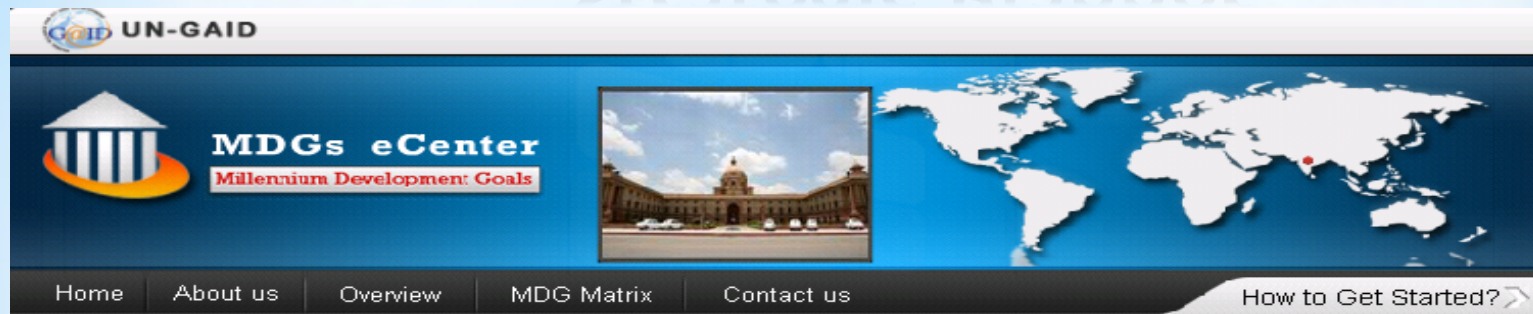 G@ID UN-GAID
MDGs eCenter
Millennium Development Goals
Home About us Overview MDG Matrix Contact us How to Get Started?